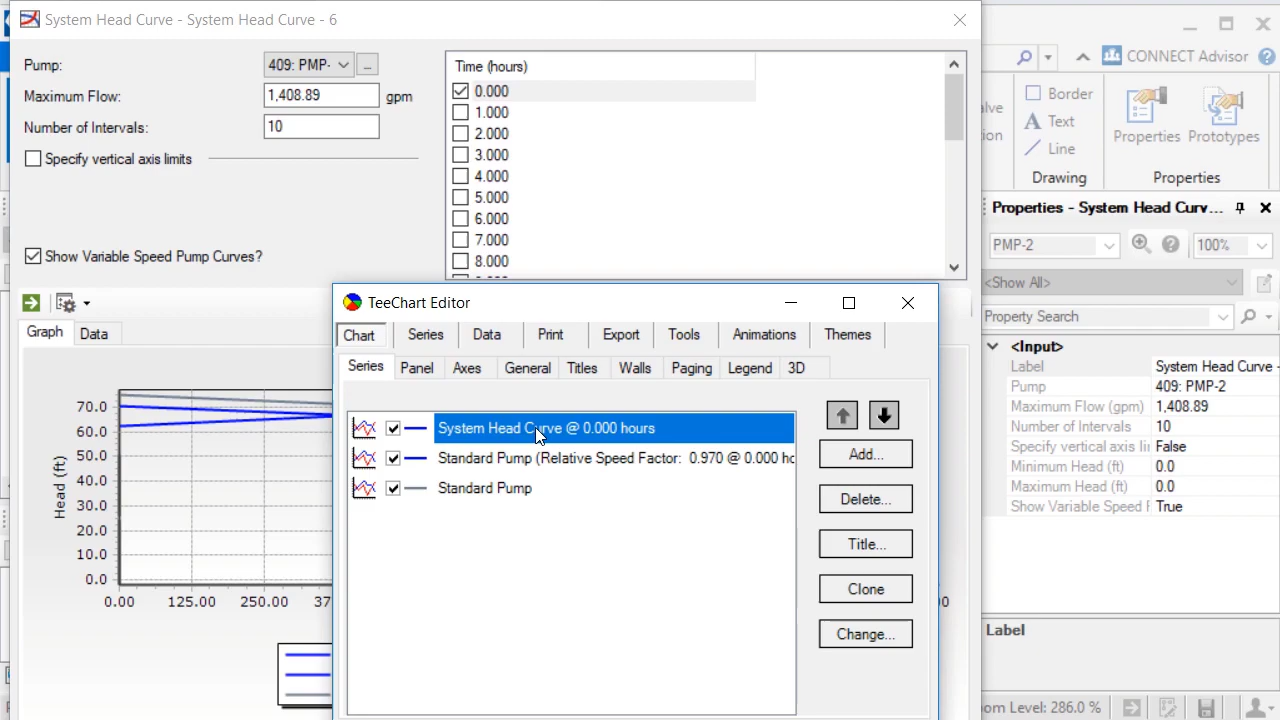 System Head Curve - System Head Curve - 6
Pump:
409: PMP-
...
Maximum Flow:
1,408.89
gpm
Number of Intervals:
10
Specify vertical axis limits
Show Variable Speed Pump Curves?
Time (hours)
0.000
1.000
2.000
3.000
4.000
5.000
6.000
7.000
8.000
CONNECT Advisor
Border
Text
Line
Drawing
Properties
Prototypes
Properties
Properties - System Head Curv...
PMP-2
100%
<Show All>
Property Search
<Input>
Label
System Head Curve -
Pump
409: PMP-2
Maximum Flow (gpm)
1,408.89
Number of Intervals
10
Specify vertical axis li
False
Minimum Head (ft)
0.0
Maximum Head (ft)
0.0
Show Variable Speed
True
Label
Graph
Data
Head (ft)
70.0
60.0
50.0
40.0
30.0
20.0
10.0
0.0
0.00
125.00
250.00
37
TeeChart Editor
Chart
Series
Data
Print
Export
Tools
Animations
Themes
Series
Panel
Axes
General
Titles
Walls
Paging
Legend
3D
System Head Curve @ 0.000 hours
Standard Pump (Relative Speed Factor: 0.970 @ 0.000 ho
Standard Pump
Add...
Delete...
Title...
Clone
Change...
om Level: 286.0 %